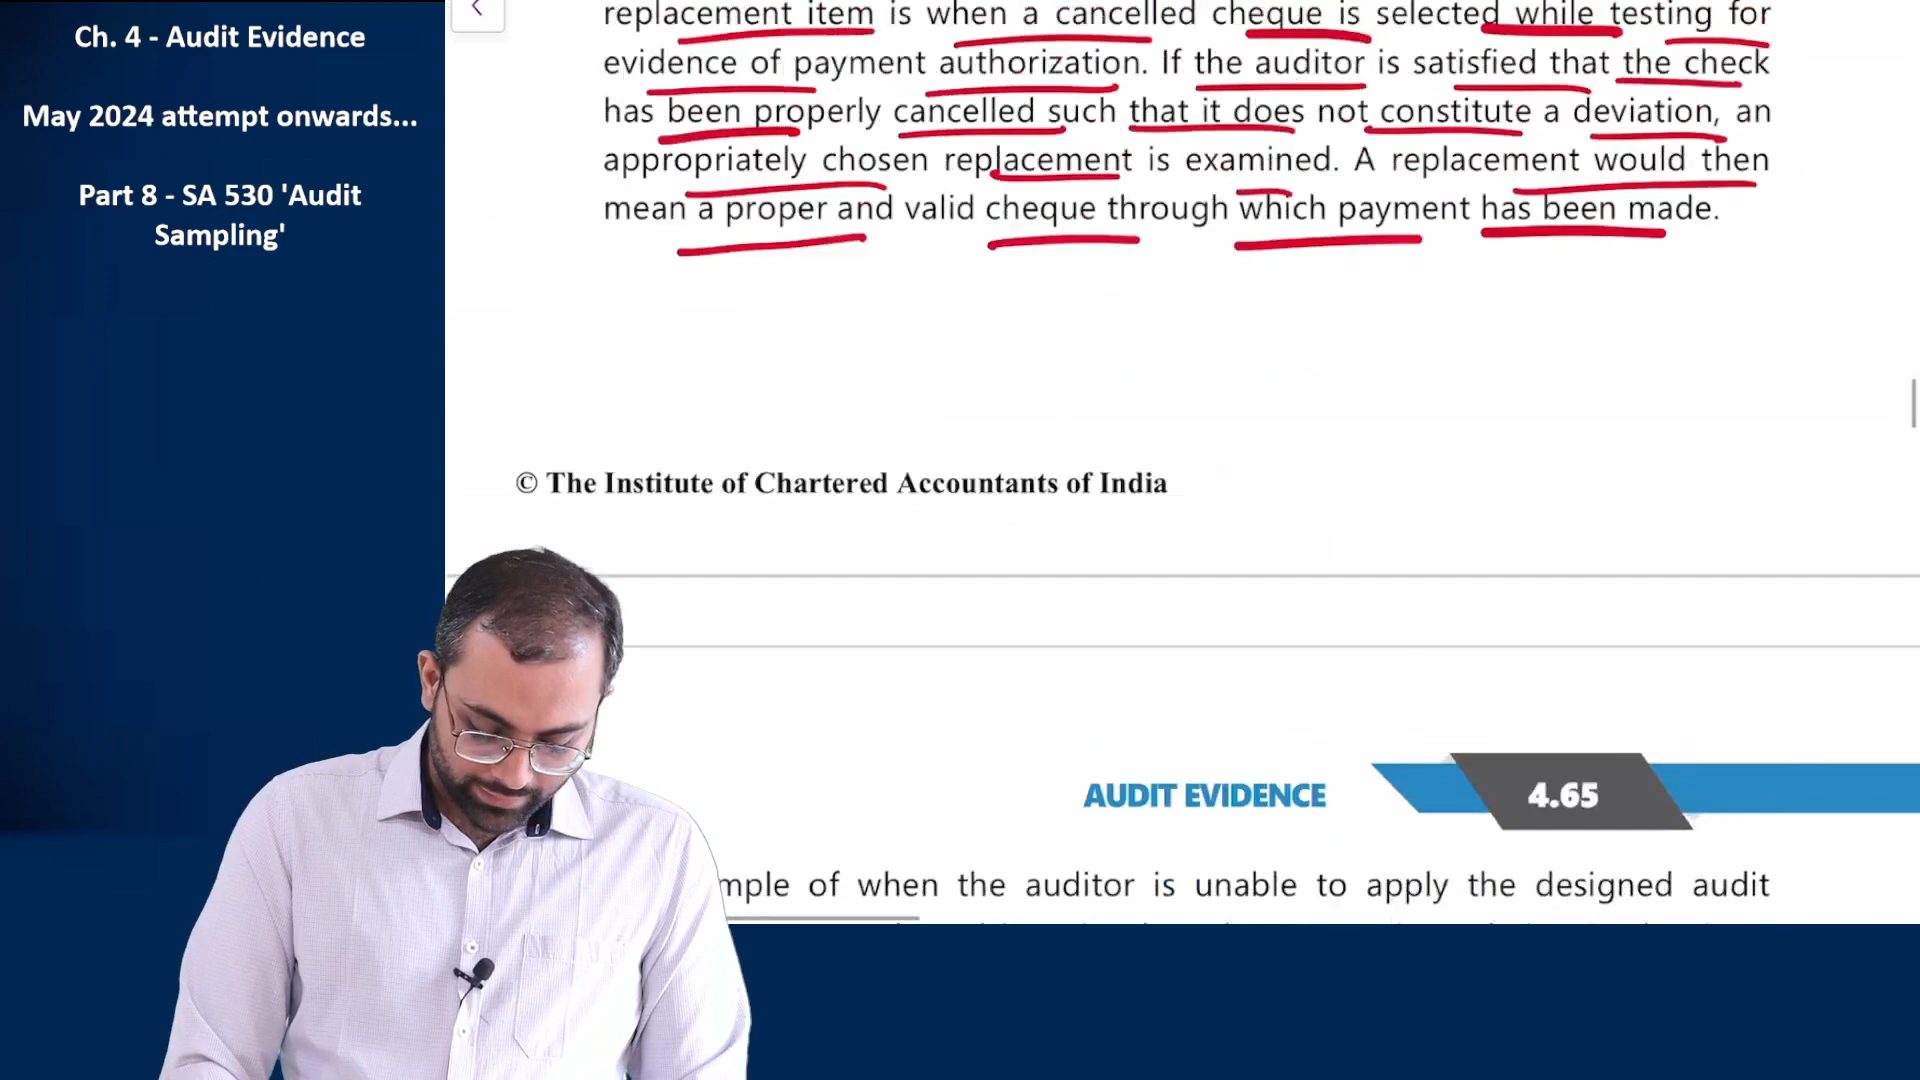 Ch. 4 - Audit Evidence
May 2024 attempt onwards...
Part 8 - SA 530 'Audit
Sampling'
replacement item is when a cancelled cheque is selected while testing for
evidence of payment authorization. If the auditor is satisfied that the check
has been properly cancelled such that it does not constitute a deviation, an
appropriately chosen replacement is examined. A replacement would then
mean a proper and valid cheque through which payment has been made.
© The Institute of Chartered Accountants of India
AUDIT EVIDENCE
4.65
of when the auditor is unable to apply the designed audit